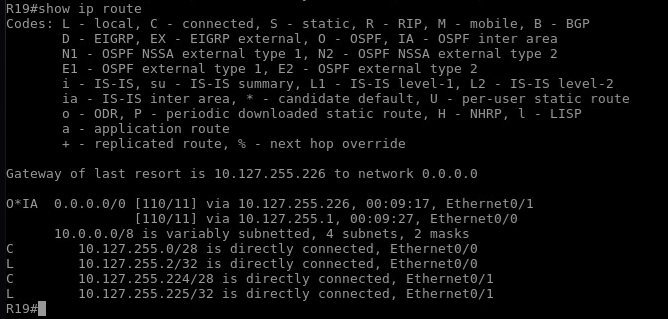 R19#show ip route
Codes: L - local, C - connected, S - static, R - RIP, M - mobile, B - BGP
D - EIGRP, EX - EIGRP external, O - OSPF, IA - OSPF inter area
N1 - OSPF NSSA external type 1, N2 - OSPF NSSA external type 2
E1 - OSPF external type 1, E2 - OSPF external type 2
i - IS-IS, su - IS-IS summary, L1 - IS-IS level-1, L2 - IS-IS level-2
ia - IS-IS inter area, * - candidate default, U - per-user static route
o - ODR, P - periodic downloaded static route, H - NHRP, l - LISP
a - application route
+ - replicated route, % - next hop override
Gateway of last resort is 10.127.255.226 to network 0.0.0.0
O*IA  0.0.0.0/0 [110/11] via 10.127.255.226, 00:09:17, Ethernet0/1
[110/11] via 10.127.255.1, 00:09:27, Ethernet0/0
10.0.0.0/8 is variably subnetted, 4 subnets, 2 masks
C        10.127.255.0/28 is directly connected, Ethernet0/0
L        10.127.255.2/32 is directly connected, Ethernet0/0
C        10.127.255.224/28 is directly connected, Ethernet0/1
L        10.127.255.225/32 is directly connected, Ethernet0/1
R19#